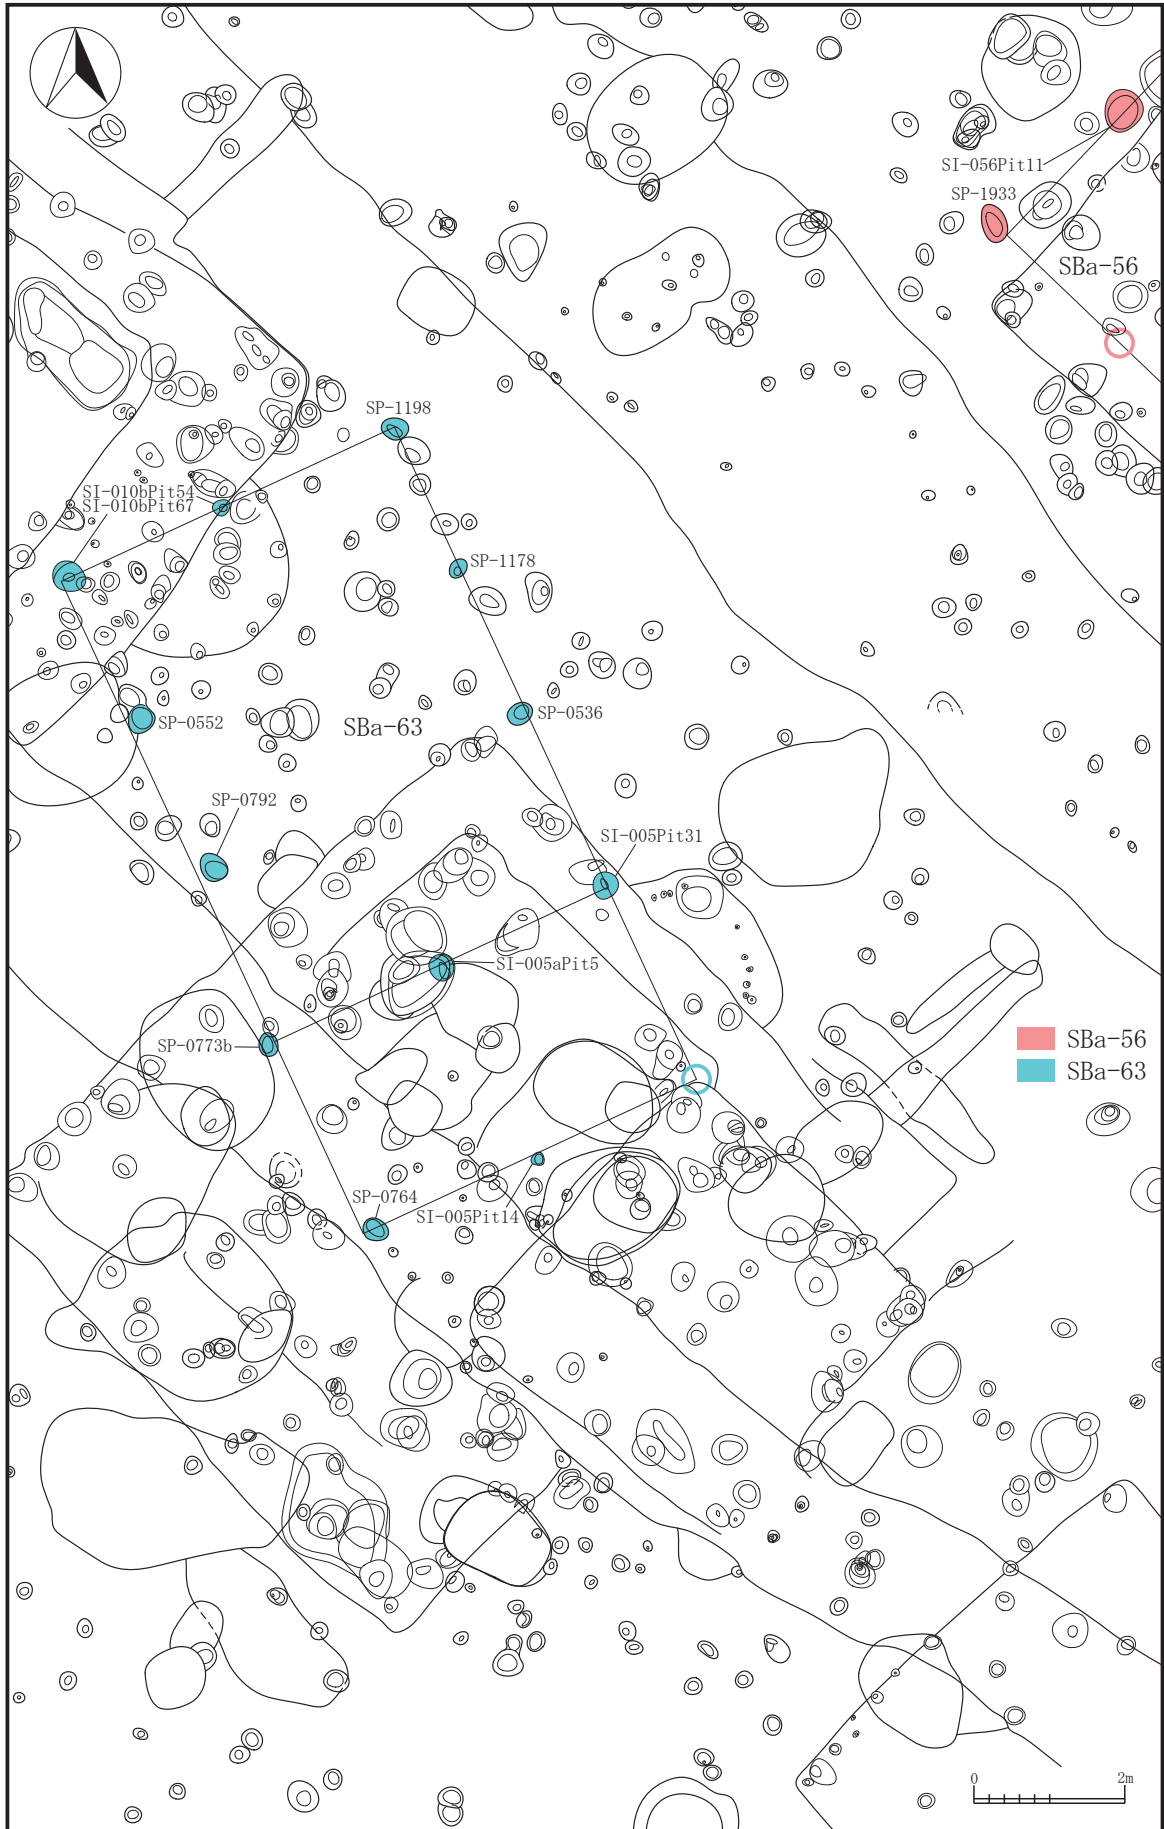 SI-056Pit11
SP-1933
SBa-56
SP-1198
SI-010bPit54
SI-010bPit67
SP-1178
SP-0552
SBa-63
SP-0536
SP-0792
SI-005Pit31
SI-005aPit5
SP-0773b
SBa-56
SBa-63
SP-0764
SI-005Pit14
0 2m